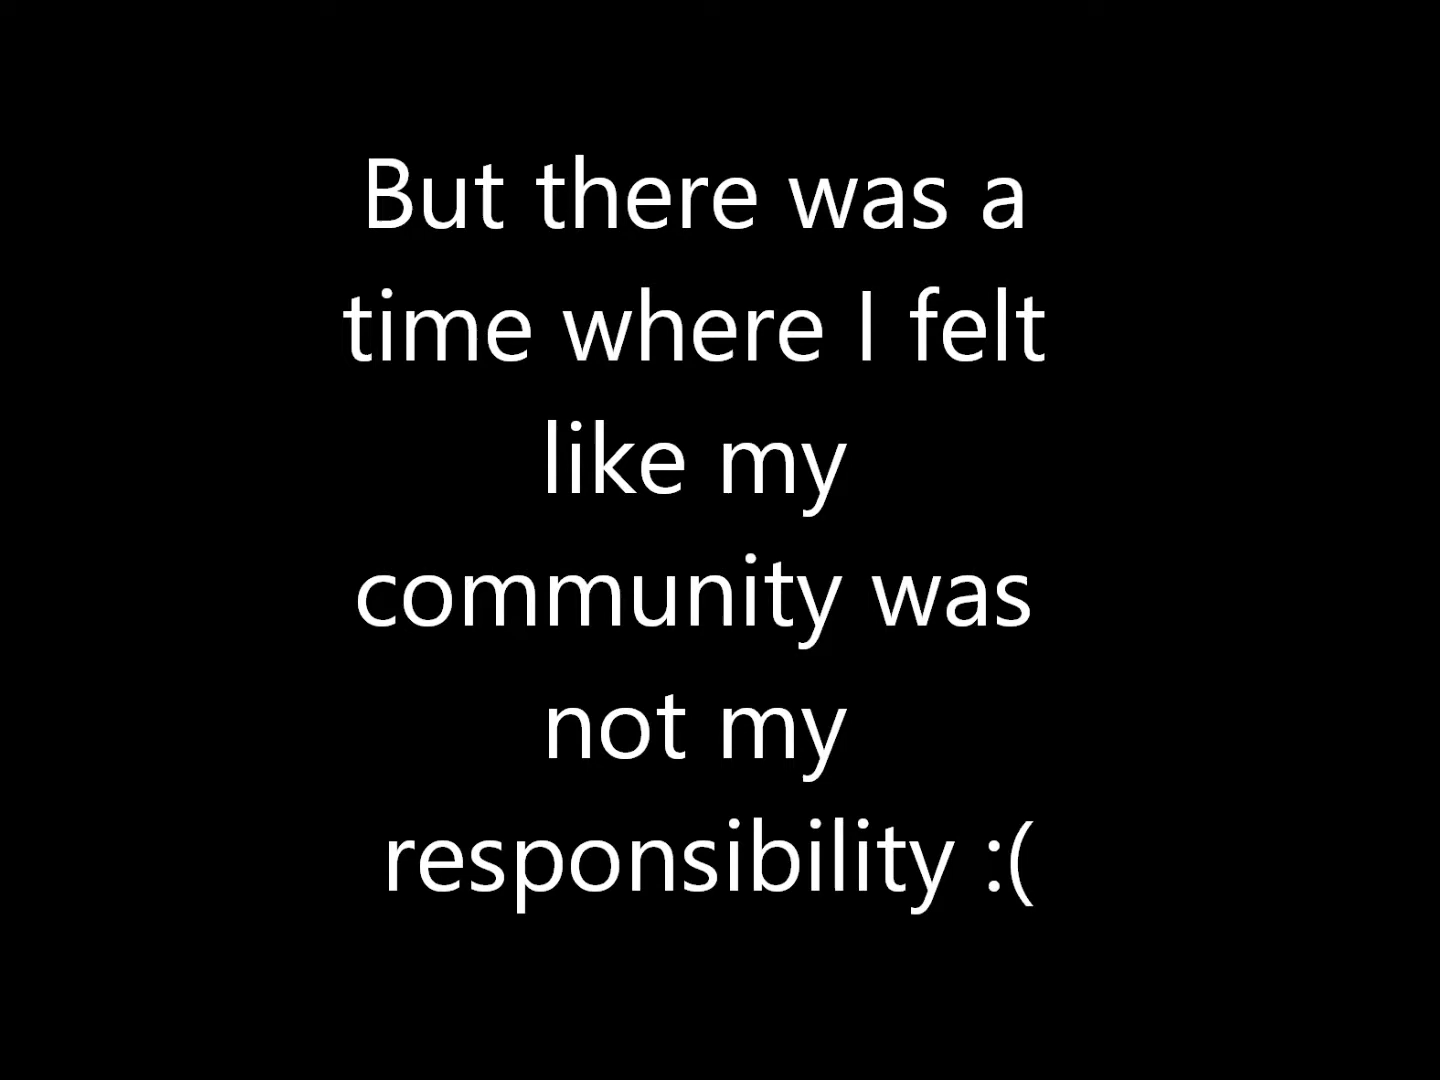 But there was a
time where I felt
like my
community was
not my
responsibility :(